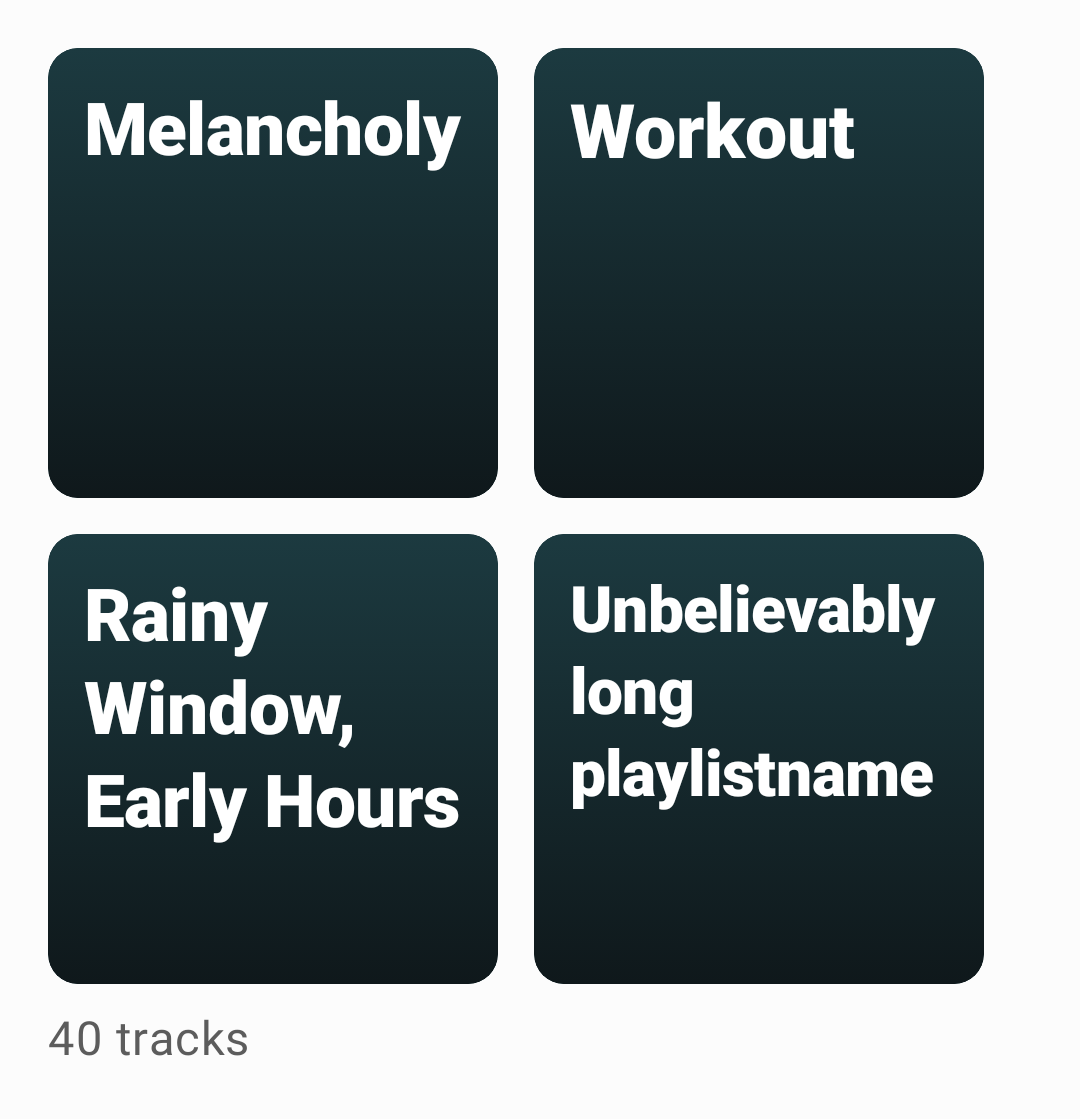 Melancholy
Workout
Rainy
Window,
Early Hours
Unbelievably
long
playlistname
40 tracks